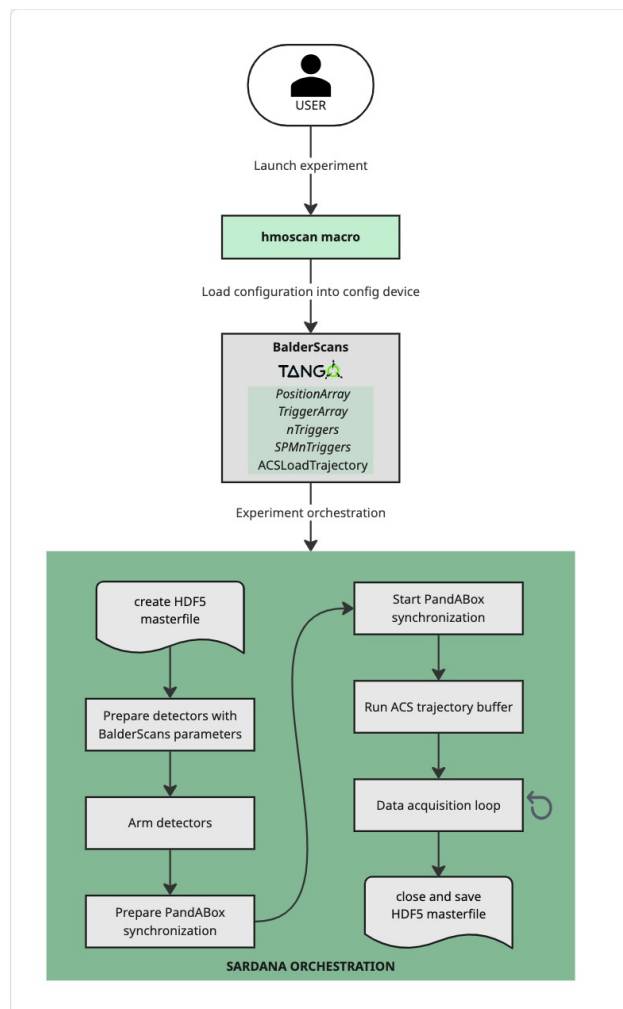 USER
Launch experiment
hmoscan macro
Load configuration into config device
BalderScans
TANGO
PositionArray
TriggerArray
nTriggers
SPMnTriggers
ACSLoadTrajectory
Experiment orchestration
create HDF5
masterfile
Prepare detectors with
BalderScans parameters
Arm detectors
Prepare PandABox
synchronization
Start PandABox
synchronization
Run ACS trajectory buffer
Data acquisition loop
close and save
HDF5 masterfile
SARDANA ORCHESTRATION